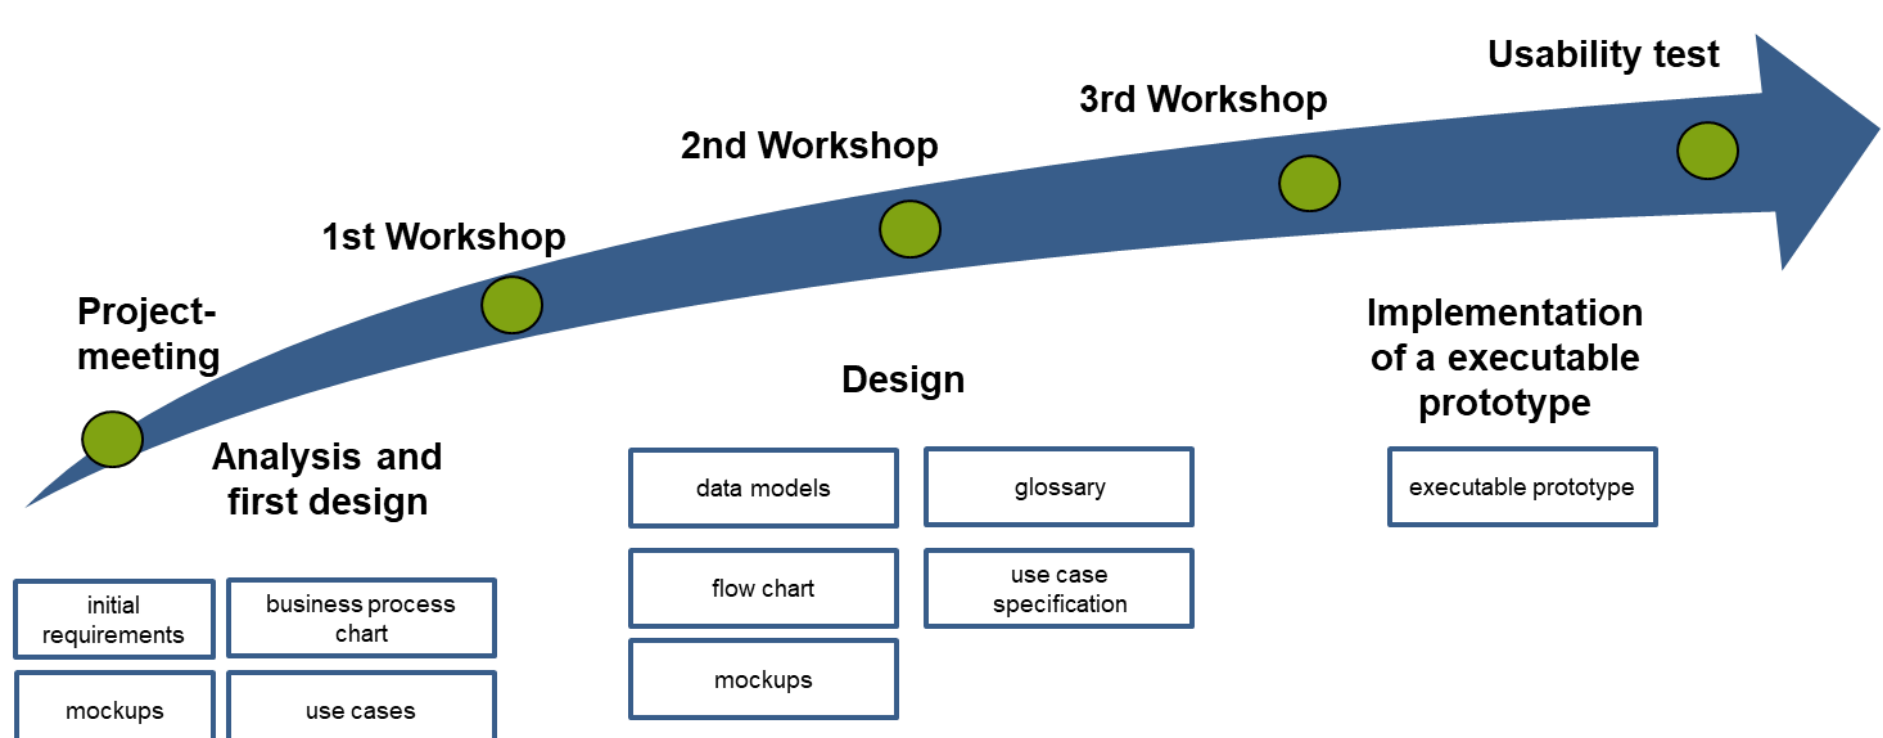 Usability test
3rd Workshop
2nd Workshop
1st Workshop
Project-
meeting
Analysis and
first design
initial
requirements
business process
chart
mockups
use cases
Design
data models
glossary
flow chart
use case
specification
mockups
Implementation
of a executable
prototype
executable prototype